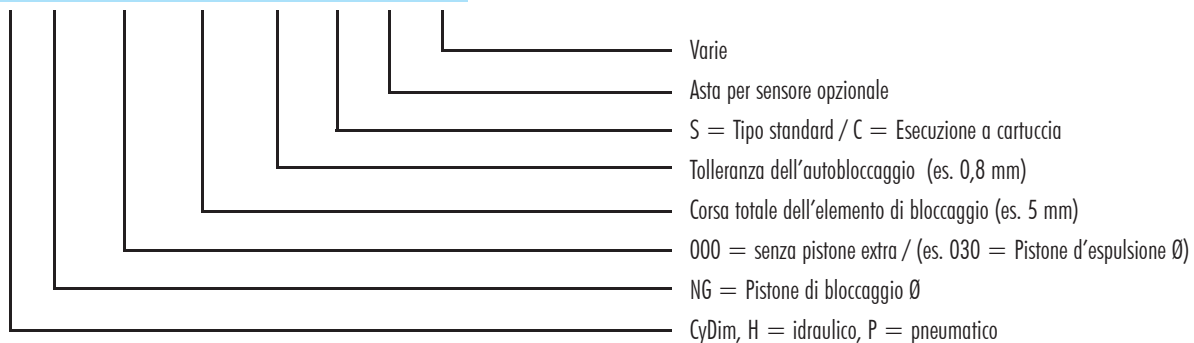 Varie
Asta per sensore opzionale
S = Tipo standard / C = Esecuzione a cartuccia
Tolleranza dell'autobloccaggio (es. 0,8 mm)
Corsa totale dell'elemento di bloccaggio (es. 5 mm)
000 = senza pistone extra / (es. 030 = Pistone d'espulsione Ø)
NG = Pistone di bloccaggio Ø
CyDim, H = idraulico, P = pneumatico